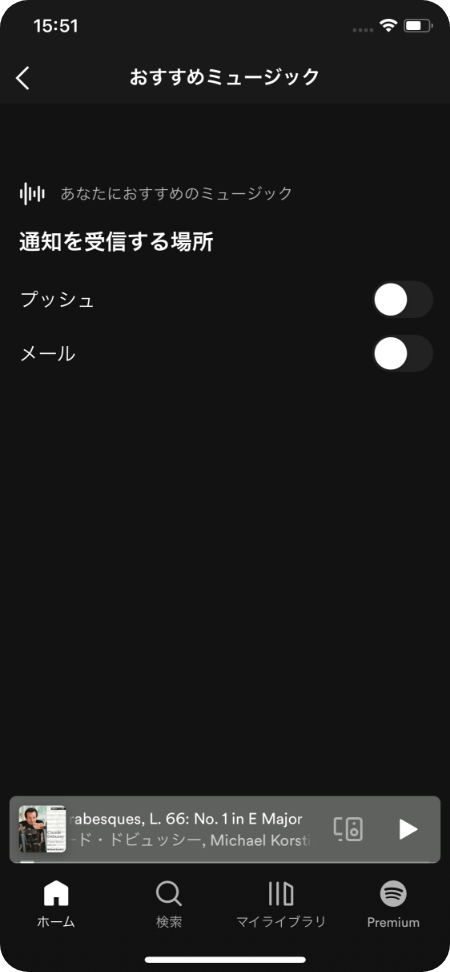 15:51
おすすめミュージック
あなたにおすすめのミュージック
通知を受信する場所
プッシュ
メール
rabesques, L. 66: No. 1 in E Major
ード・ドビュッシー, Michael Korsti
ホーム
検索
マイライブラリ
Premium